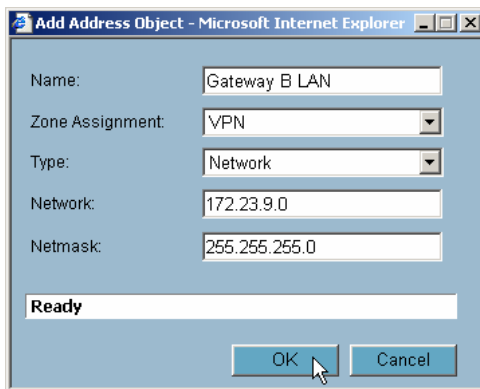 Add Address Object - Microsoft Internet Explorer
Name: Gateway B LAN
Zone Assignment: VPN
Type: Network
Network: 172.23.9.0
Netmask: 255.255.255.0
Ready
OK Cancel